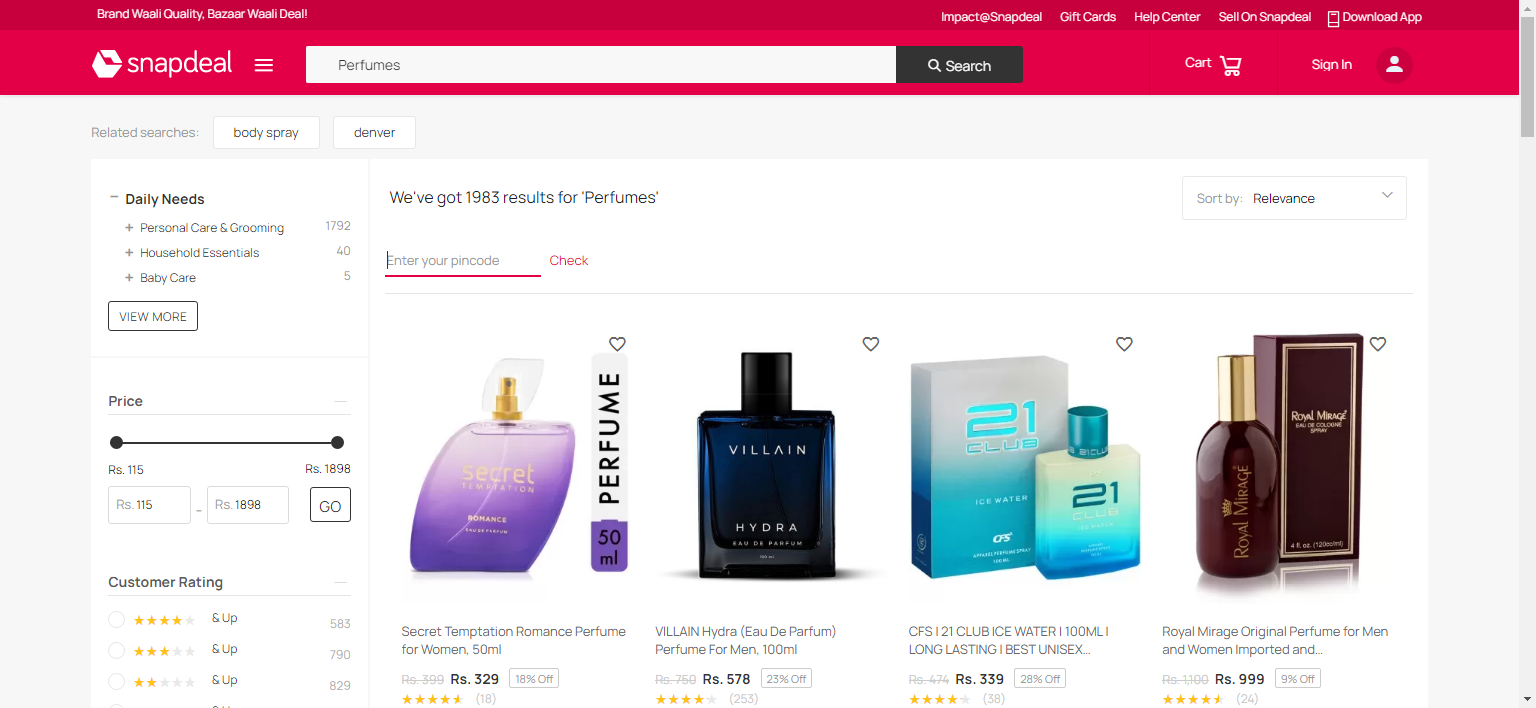 Brand Waali Quality, Bazaar Waali Deal!
Impact@Snapdeal Gift Cards Help Center Sell On Snapdeal Download App
snapdeal
Perfumes
Search
Cart
Sign In
Related searches: body spray denver
Daily Needs
+ Personal Care & Grooming 1792
+ Household Essentials 40
+ Baby Care 5
VIEW MORE
Price
Rs. 115 Rs. 1898
Rs. 115 - Rs. 1898 GO
Customer Rating
& Up 583
& Up 790
& Up 829
We've got 1983 results for 'Perfumes'
Sort by: Relevance
Enter your pincode Check
secret
TEMPTATION
ROMANCE
EAU DE PARFUM
PERFUME
50
ml
VILLAIN
HYDRA
EAU DE PARFUM
100 ml
21
CLUB
ICE WATER
CFS
APPAREL PERFUME SPRAY
100 ML
21
CLUB
ROYAL MIRAGE
EAU DE COLOGNE
SPRAY
4 fl. oz. (120cc/ml)
ROYAL MIRAGE
Secret Temptation Romance Perfume
for Women, 50ml
Rs. 399 Rs. 329 18% Off
(18)
VILLAIN Hydra (Eau De Parfum)
Perfume For Men, 100ml
Rs. 750 Rs. 578 23% Off
(253)
CFS | 21 CLUB ICE WATER | 100ML |
LONG LASTING | BEST UNISEX...
Rs. 474 Rs. 339 28% Off
(38)
Royal Mirage Original Perfume for Men
and Women Imported and...
Rs. 1,100 Rs. 999 9% Off
(24)